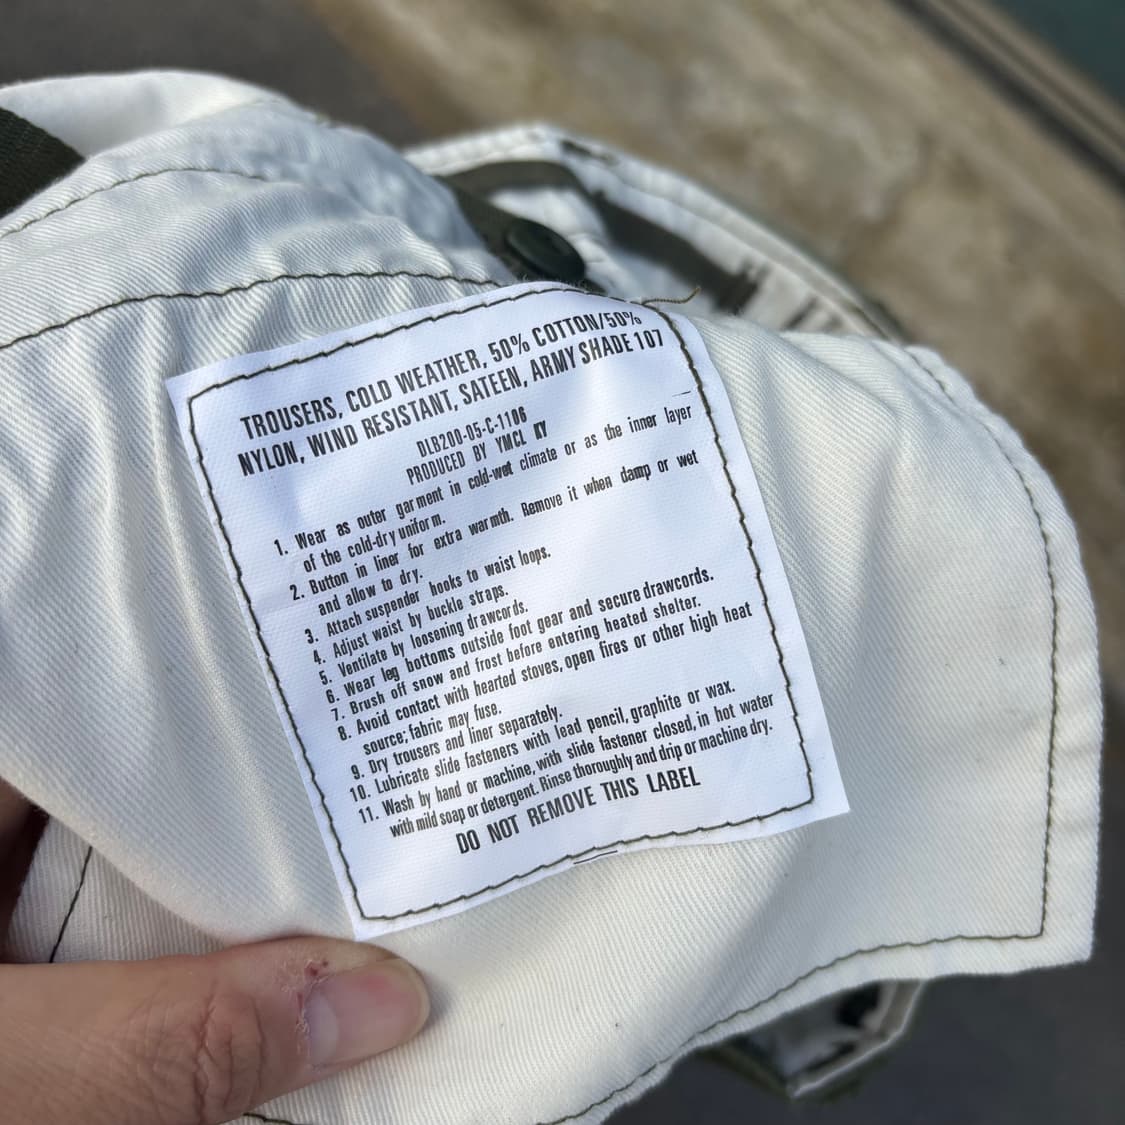 TROUSERS, COLD WEATHER, 50% COTTON/50%
NYLON, WIND RESISTANT, SATEEN, ARMY SHADE 107
DLB200-05-C-1106
PRODUCED BY YMCL KY
1. Wear as outer garment in cold-wet climate or as the inner layer
of the cold-dry uniform.
2. Button in liner for extra warmth. Remove it when damp or wet
and allow to dry.
3. Attach suspender hooks to waist loops.
4. Adjust waist by buckle straps.
5. Ventilate by loosening drawcords.
6. Wear leg bottoms outside foot gear and secure drawcords.
7. Brush off snow and frost before entering heated shelter.
8. Avoid contact with hearted stoves, open fires or other high heat
source; fabric may fuse.
9. Dry trousers and liner separately.
10. Lubricate slide fasteners with lead pencil, graphite or wax.
11. Wash by hand or machine, with slide fastener closed, in hot water
with mild soap or detergent. Rinse thoroughly and drip or machine dry.
DO NOT REMOVE THIS LABEL